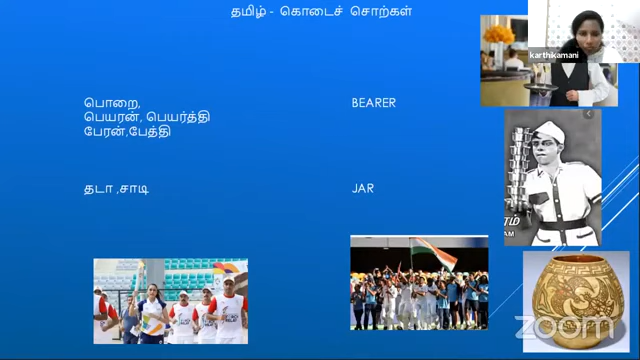 தமிழ் - கொடைச் சொற்கள்
karthikamani
பொறை,
பெயரன், பெயர்த்தி
பேரன்,பேத்தி
BEARER
தடா ,சாடி
JAR
zoom